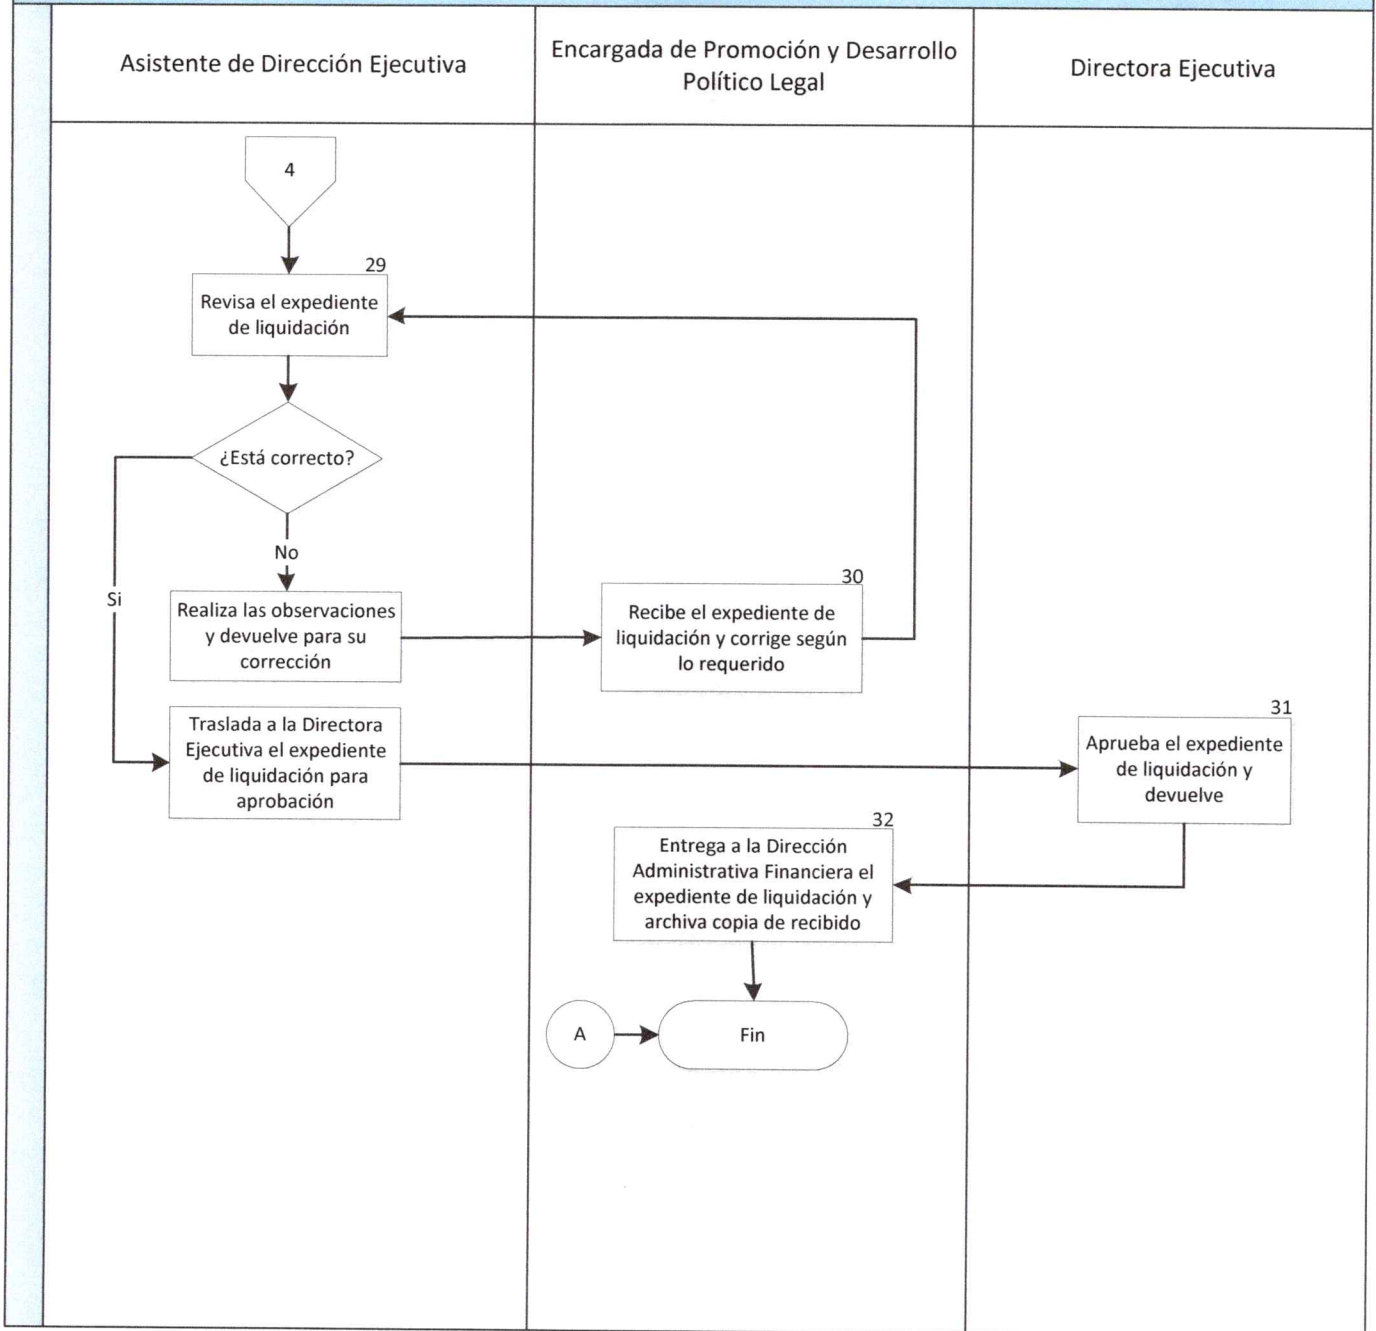 Asistente de Dirección Ejecutiva
Encargada de Promoción y Desarrollo
Político Legal
Directora Ejecutiva
4
29
Revisa el expediente
de liquidación
¿Está correcto?
No
Si
Realiza las observaciones
y devuelve para su
corrección
30
Recibe el expediente de
liquidación y corrige según
lo requerido
Traslada a la Directora
Ejecutiva el expediente
de liquidación para
aprobación
31
Aprueba el expediente
de liquidación y
devuelve
32
Entrega a la Dirección
Administrativa Financiera el
expediente de liquidación y
archiva copia de recibido
A
Fin